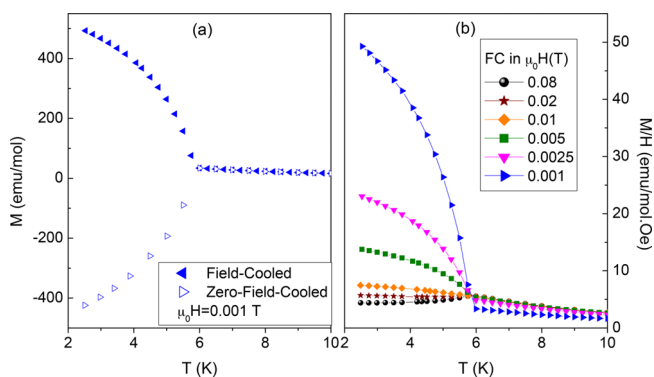 (a)
M (emu/mol)
400
200
0
-200
-400
Field-Cooled
Zero-Field-Cooled
μ₀H=0.001 T
2 4 6 8 10
T (K)
(b)
FC in μ₀H(T)
0.08
0.02
0.01
0.005
0.0025
0.001
50
40
30
20
10
0
M/H (emu/mol.Oe)
2 4 6 8 10
T (K)